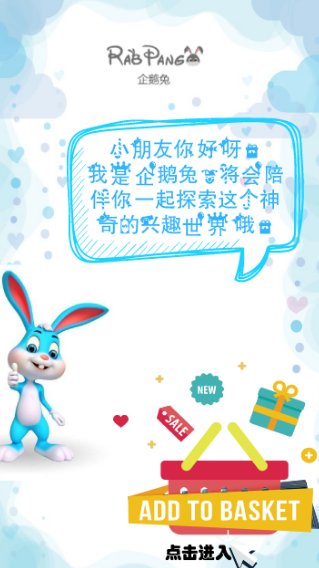 RabPang
企鹅兔
小朋友你好呀
我是企鹅兔 将会陪
伴你一起探索这个神
奇的兴趣世界 哦
NEW
SALE
ADD TO BASKET
点击进入